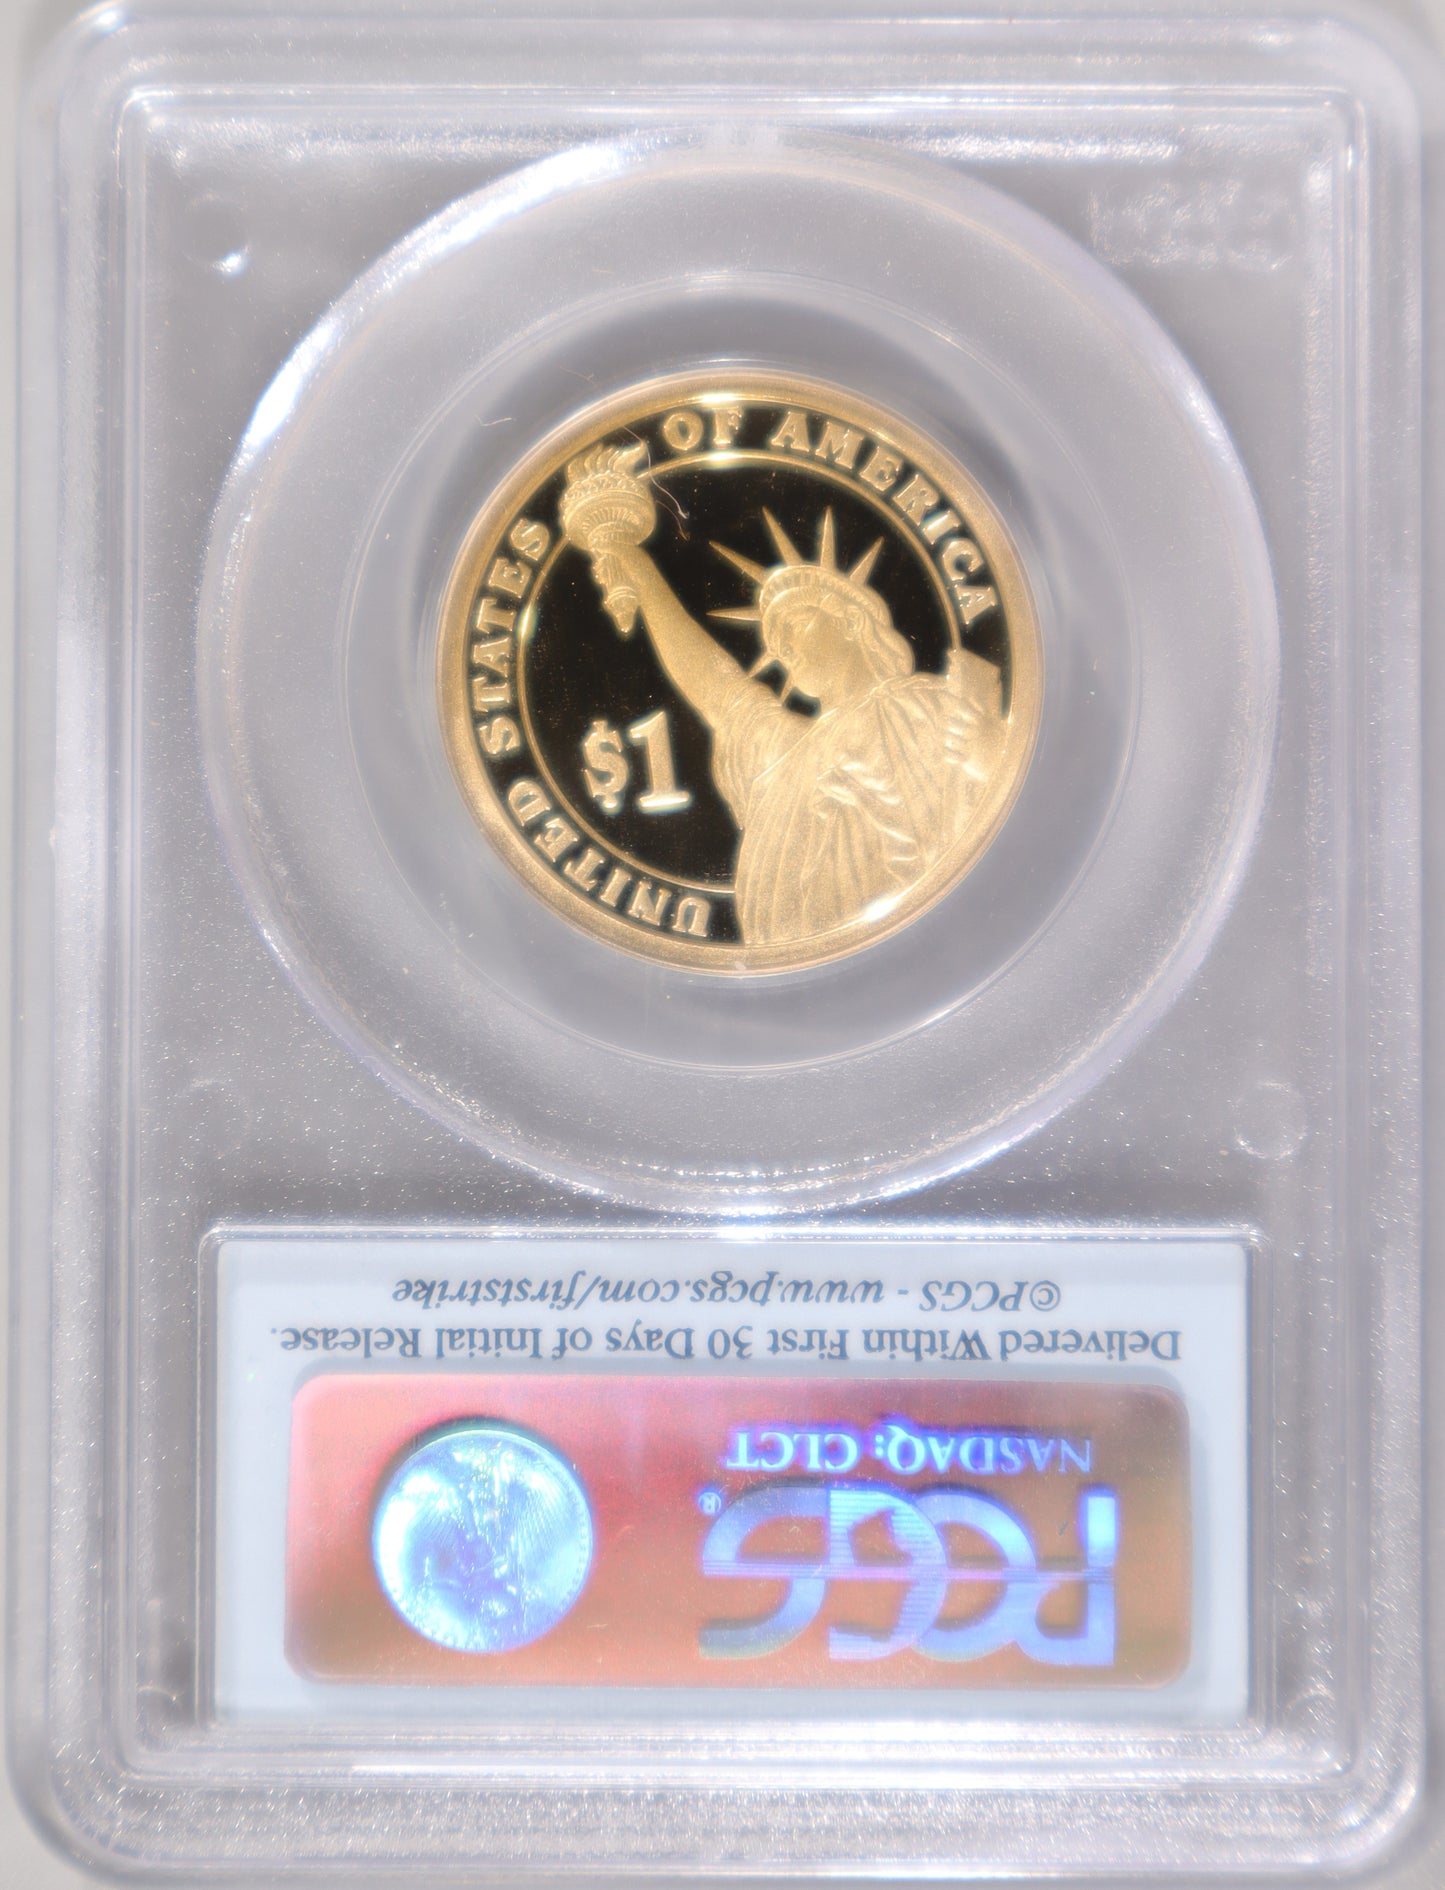 UNITED STATES OF AMERICA
$1
©PCGS - www.pcgs.com/firststrike
Delivered Within First 30 Days of Initial Release.
NASDAQ: CLCT
PCGS®